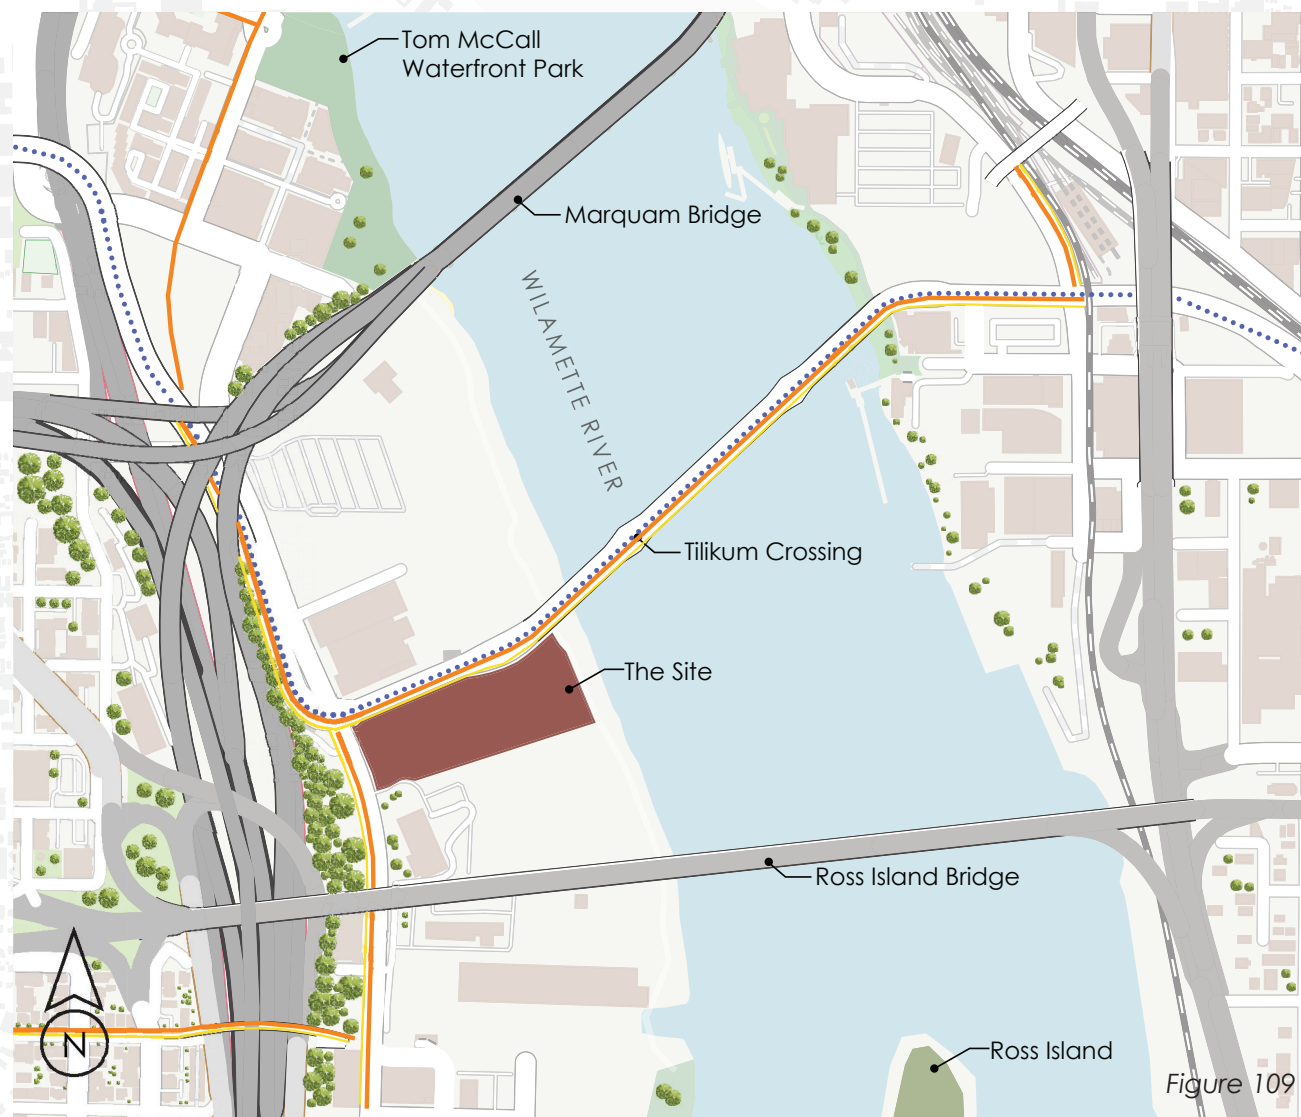 Tom McCall
Waterfront Park
Marquam Bridge
WILAMETTE RIVER
Tilikum Crossing
The Site
Ross Island Bridge
N
Ross Island
Figure 109